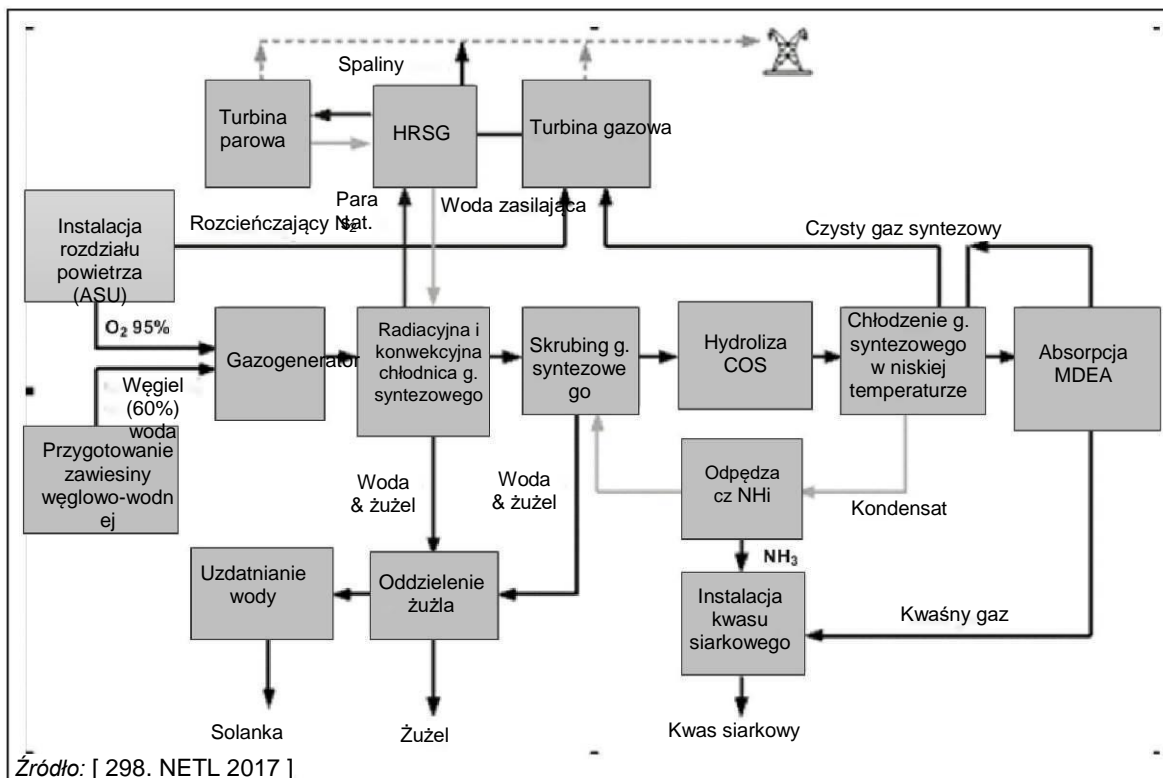 Spaliny
Turbina
parowa
HRSG
Turbina gazowa
Para
sat.
Woda zasilająca
Instalacja
rozdziału
powietrza
(ASU)
Rozcieńczający N₂
Czysty gaz syntezowy
O₂ 95%
Gazogenerator
Radiacyjna i
konwekcyjna
chłodnica g.
syntezowego
Skrubing g.
syntezowe
go
Hydroliza
COS
Chłodzenie g.
syntezowego
w niskiej
temperaturze
Absorpcja
MDEA
Węgiel
(60%)
woda
Przygotowanie
zawiesiny
węglowo-wodn
ej
Woda
& żużel
Woda
& żużel
Odpędza
cz NHi
Kondensat
NH₃
Uzdatnianie
wody
Oddzielenie
żużla
Instalacja
kwasu
siarkowego
Kwaśny gaz
Solanka
Żużel
Kwas siarkowy
Źródło: [ 298. NETL 2017 ]